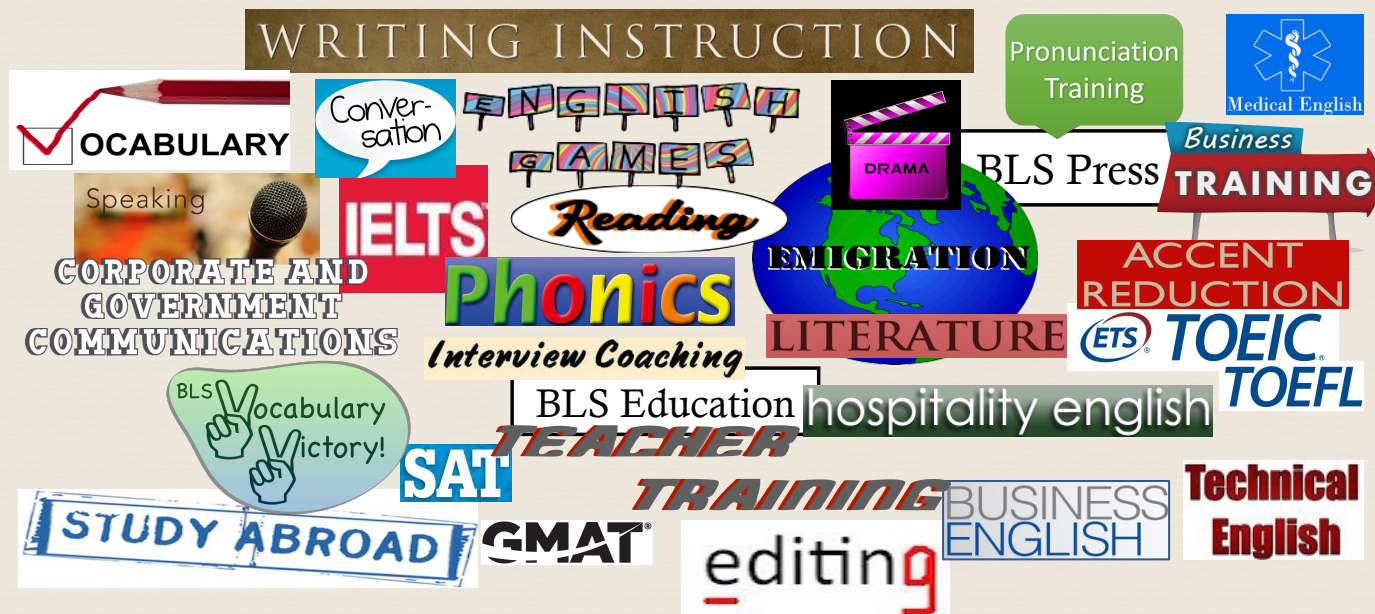 WRITING INSTRUCTION
Pronunciation
Training
Medical English
VOCABULARY
Conver-
sation
ENGLISH
GAMES
DRAMA
BLS Press
Business
TRAINING
Speaking
IELTS
Reading
EMIGRATION
ACCENT
REDUCTION
CORPORATE AND
GOVERNMENT
COMMUNICATIONS
Phonics
LITERATURE
ETS® TOEIC®
TOEFL
Interview Coaching
BLS Education
hospitality english
BLS Vocabulary
Victory!
TEACHER
TRAINING
SAT
STUDY ABROAD
GMAT®
BUSINESS
ENGLISH
Technical
English
editing